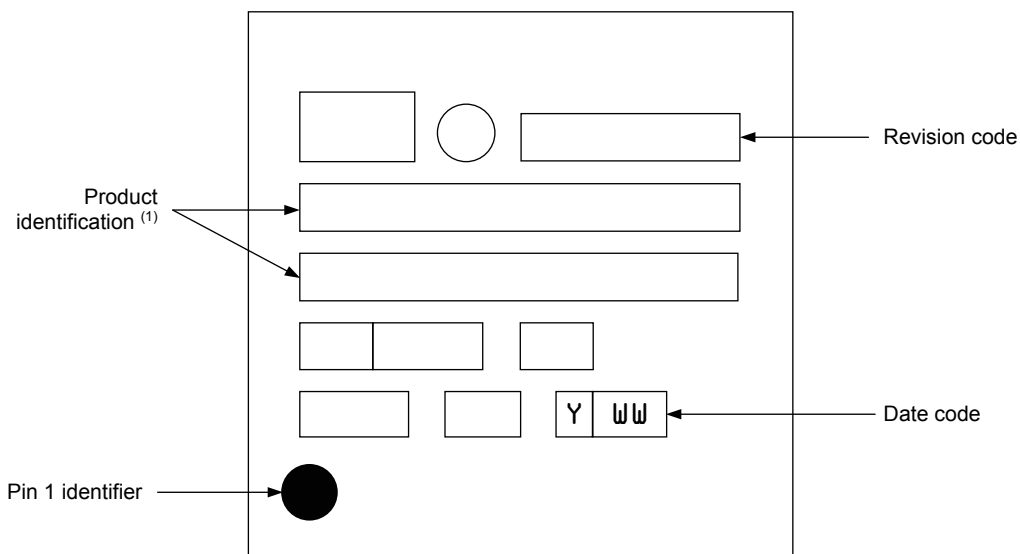 Revision code
Product
identification (1)
Y WW
Date code
Pin 1 identifier